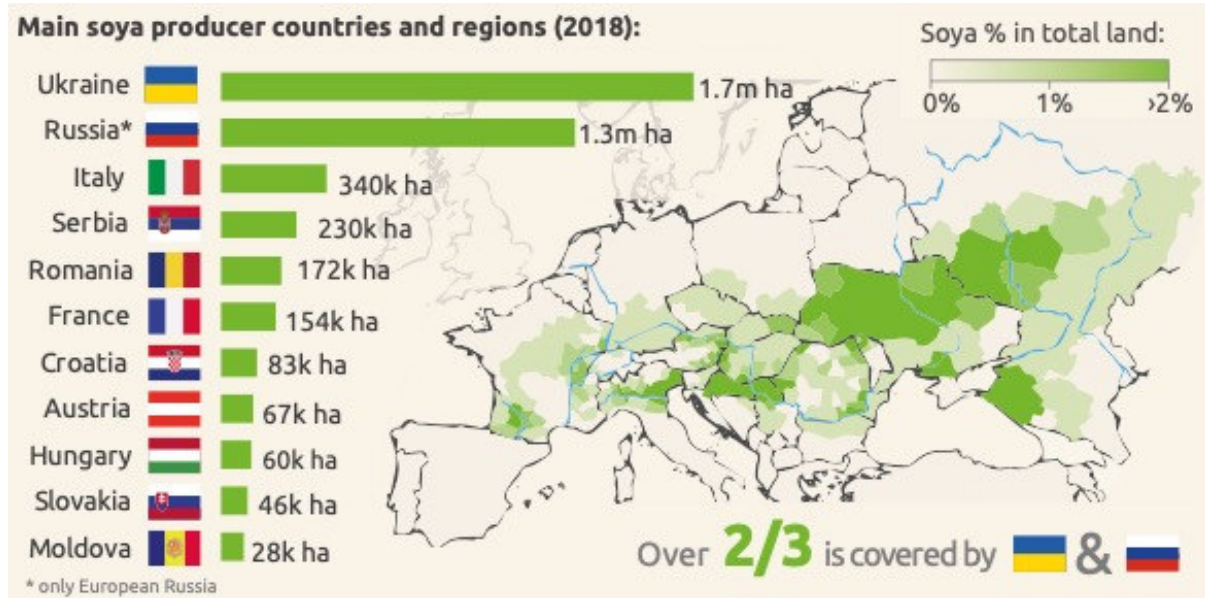 Main soya producer countries and regions (2018):
Soya % in total land:
0% 1% >2%
Ukraine 1.7m ha
Russia* 1.3m ha
Italy 340k ha
Serbia 230k ha
Romania 172k ha
France 154k ha
Croatia 83k ha
Austria 67k ha
Hungary 60k ha
Slovakia 46k ha
Moldova 28k ha
* only European Russia
Over 2/3 is covered by &